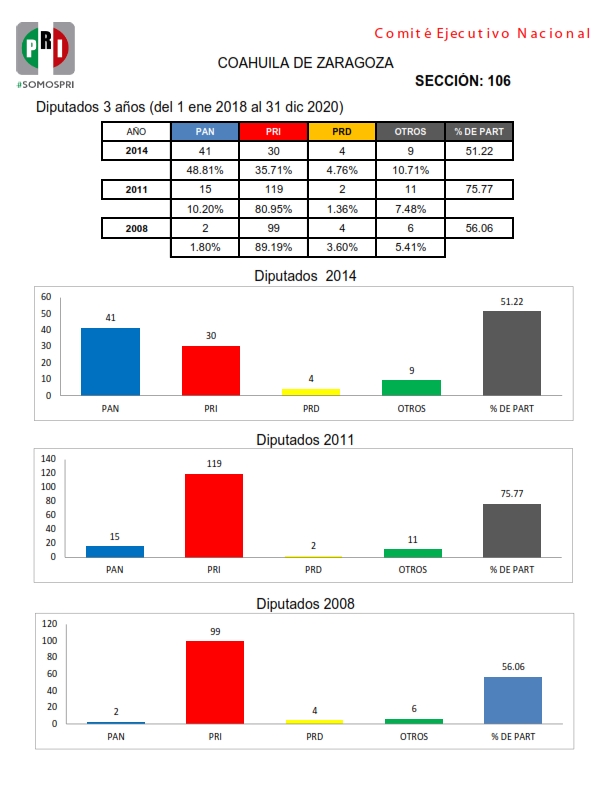 PRI
#SOMOSPRI
Comité Ejecutivo Nacional
COAHUILA DE ZARAGOZA
SECCIÓN: 106
Diputados 3 años (del 1 ene 2018 al 31 dic 2020)
AÑO PAN PRI PRD OTROS % DE PART
2014 41 30 4 9 51.22
48.81% 35.71% 4.76% 10.71%
2011 15 119 2 11 75.77
10.20% 80.95% 1.36% 7.48%
2008 2 99 4 6 56.06
1.80% 89.19% 3.60% 5.41%
Diputados 2014
60
50
40
30
20
10
0
41 30 4 9 51.22
PAN PRI PRD OTROS % DE PART
Diputados 2011
140
120
100
80
60
40
20
0
15 119 2 11 75.77
PAN PRI PRD OTROS % DE PART
Diputados 2008
120
100
80
60
40
20
0
2 99 4 6 56.06
PAN PRI PRD OTROS % DE PART